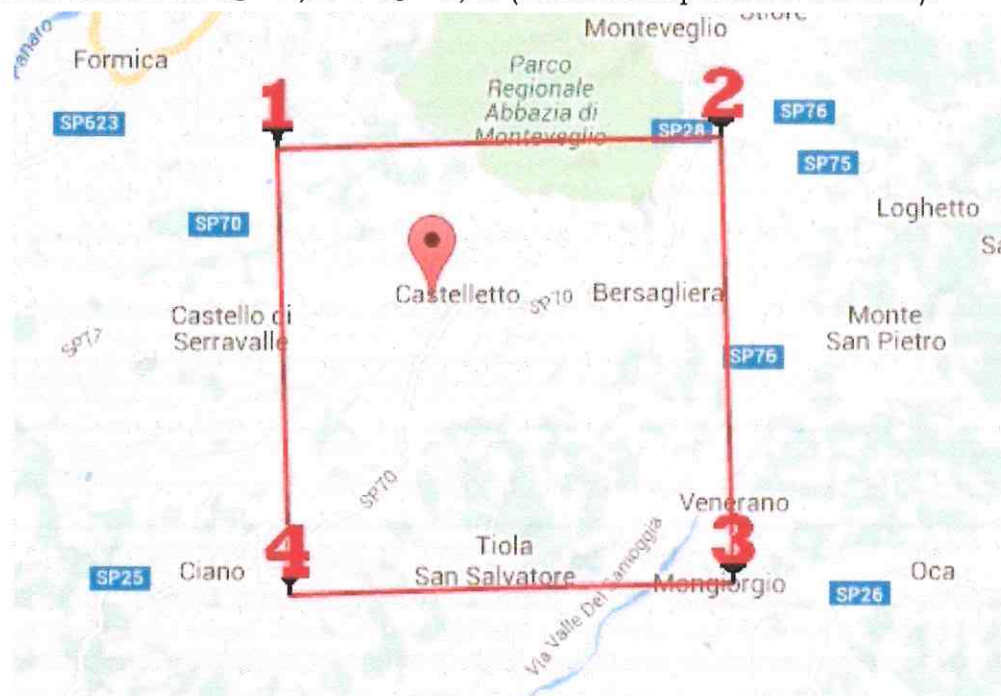 Monteveglio
Formica
Parco
Regionale
Abbazia di
Monteveglio
1
2
SP623
SP28
SP76
SP75
SP70
Loghetto
Castelletto
SP70
Bersagliera
Castello di
Serravalle
SP17
Monte
San Pietro
SP76
SP70
Venerano
4
3
Tiola
San Salvatore
SP25
Ciano
Mongiorgio
Oca
SP26
Via Valle Del Samoggia